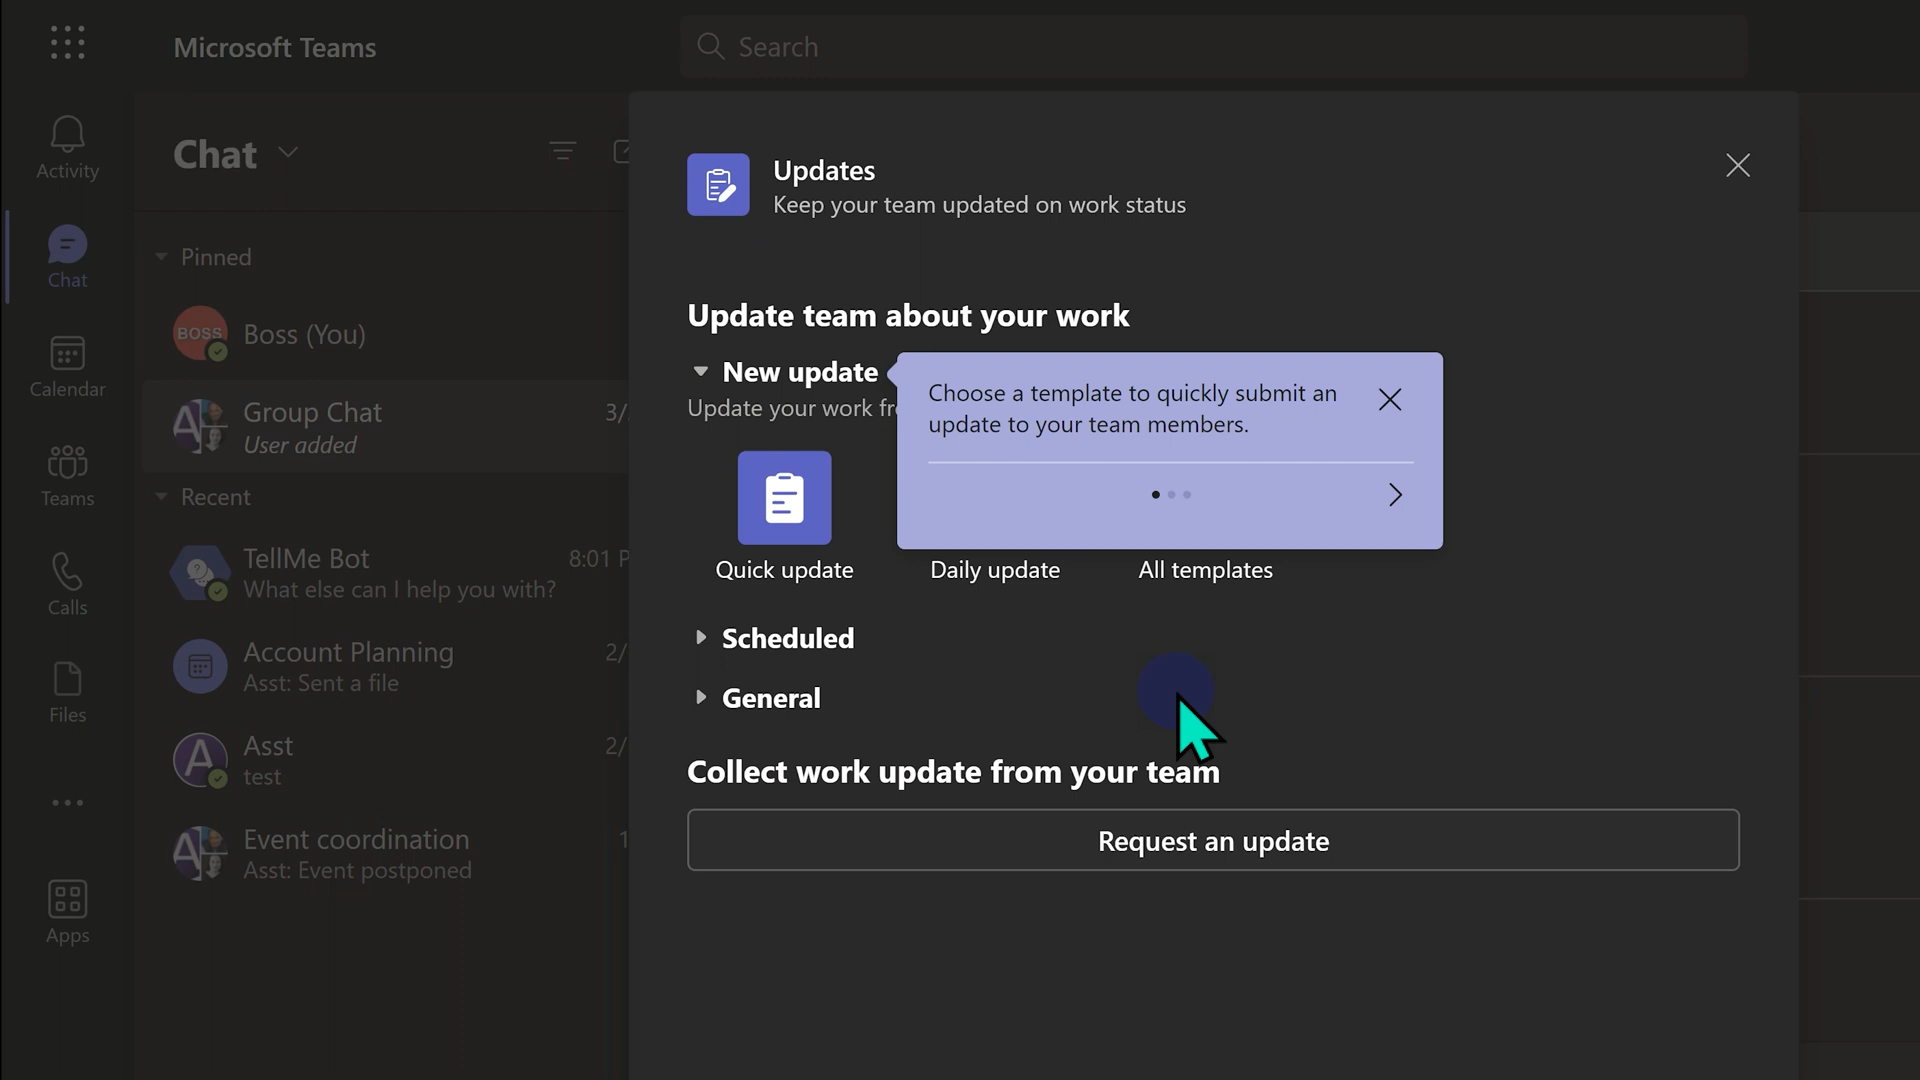 Microsoft Teams
Search
Activity
Chat
Calendar
Teams
Calls
Files
Apps
Chat
Pinned
BOSS
Boss (You)
Group Chat 3/
User added
Recent
TellMe Bot 8:01 P
What else can I help you with?
Account Planning 2/
Asst: Sent a file
A
Asst 2/
test
Event coordination 1
Asst: Event postponed
Updates
Keep your team updated on work status
Update team about your work
New update
Update your work fr
Choose a template to quickly submit an
update to your team members.
Quick update
Daily update
All templates
Scheduled
General
Collect work update from your team
Request an update